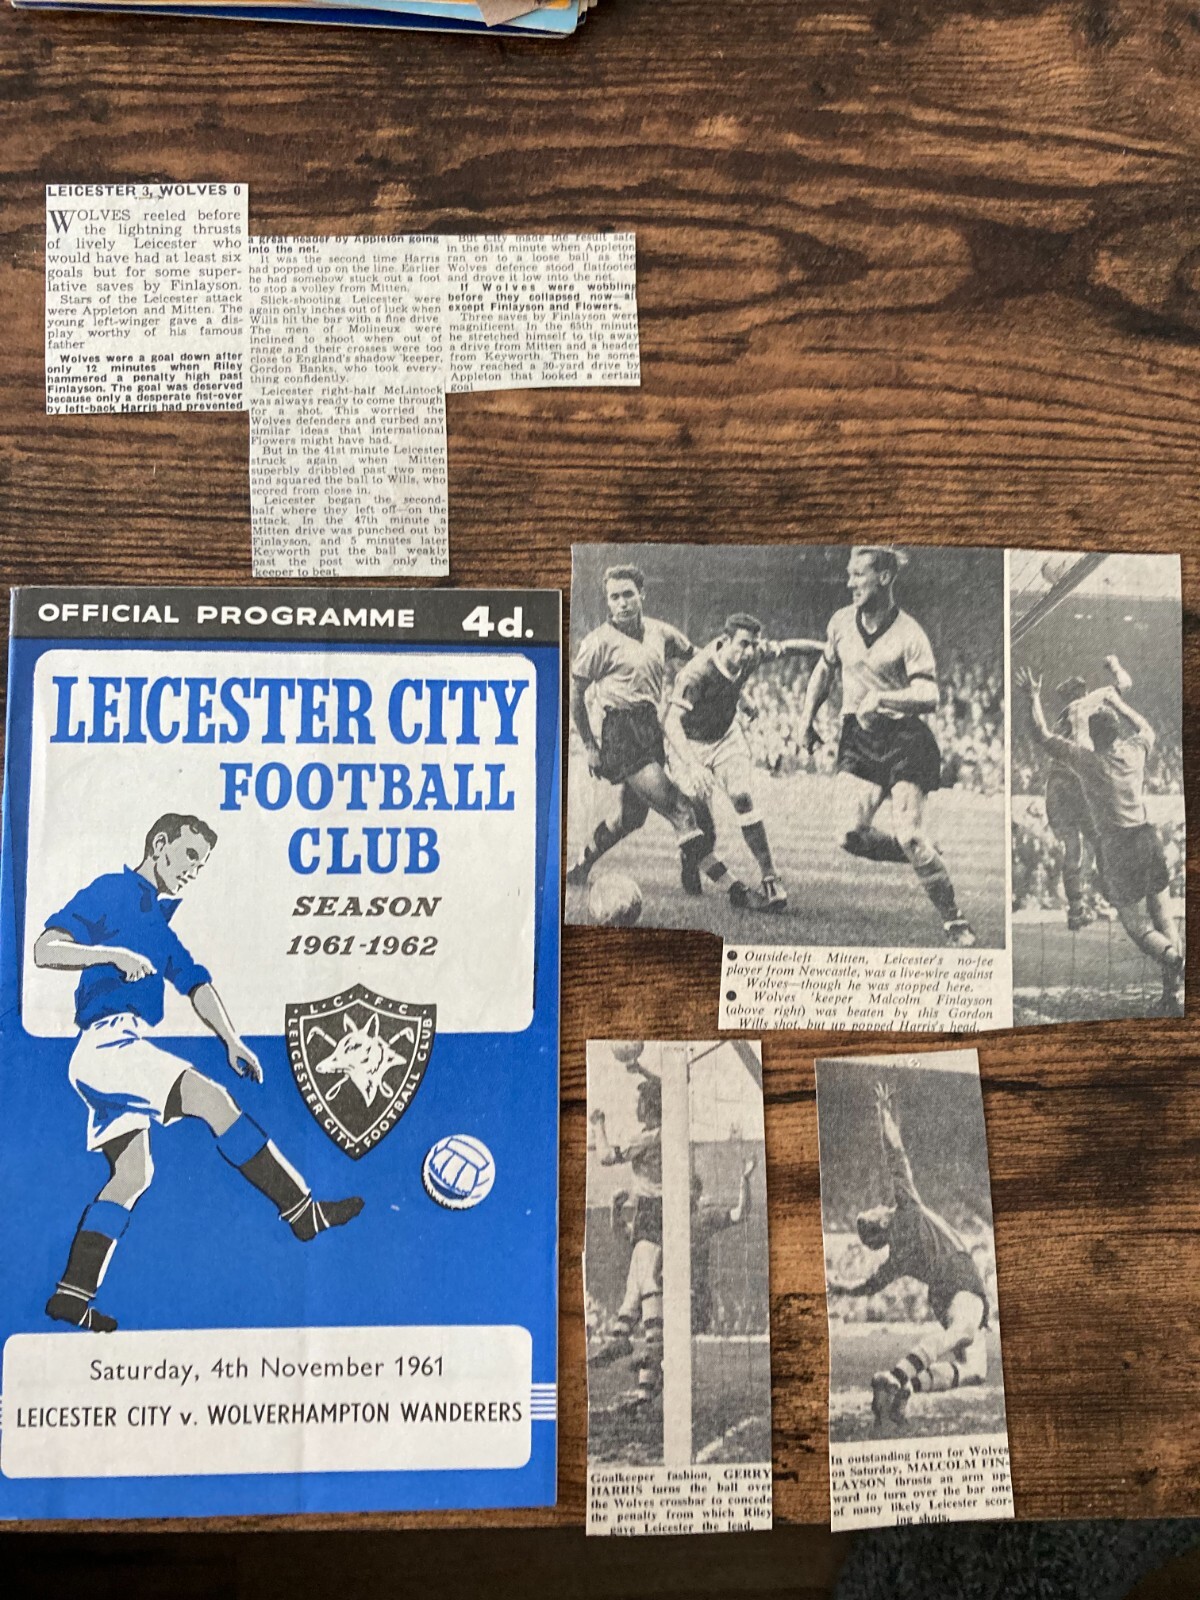 LEICESTER 3, WOLVES 0
WOLVES reeled before
the lightning thrusts
of lively Leicester who
would have had at least six
goals but for some super-
lative saves by Finlayson.
Stars of the Leicester attack
were Appleton and Mitten. The
young left-winger gave a dis-
play worthy of his famous
father
Wolves were a goal down after
only 12 minutes when Riley
hammered a penalty high past
Finlayson. The goal was deserved
because only a desperate fist-over
by left-back Harris had prevented
a great header by Appleton going
into the net.
It was the second time Harris
had popped up on the line. Earlier
he had somehow stuck out a foot
to stop a volley from Mitten.
Slick-shooting Leicester were
again only inches out of luck when
Wills hit the bar with a fine drive
The men of Molineux were
inclined to shoot when out of
range and their crosses were too
close to England's shadow 'keeper,
Gordon Banks, who took every-
thing confidently.
Leicester right-half McLintock
was always ready to come through
for a shot. This worried the
Wolves defenders and curbed any
similar ideas that international
Flowers might have had.
But in the 41st minute Leicester
struck again when Mitten
superbly dribbled past two men
and squared the ball to Wills, who
scored from close in.
Leicester began the second-
half where they left off—on the
attack. In the 47th minute a
Mitten drive was punched out by
Finlayson, and 5 minutes later
Keyworth put the ball weakly
past the post with only the
keeper to beat.
But City made the result safe
in the 61st minute when Appleton
ran on to a loose ball as the
Wolves defence stood flatfooted
and drove it low into the net.
If Wolves were wobbling
before they collapsed now—all
except Finlayson and Flowers.
Three saves by Finlayson were
magnificent. In the 65th minute
he stretched himself to tip away
a drive from Mitten and a header
from Keyworth. Then he some-
how reached a 30-yard drive by
Appleton that looked a certain
goal
OFFICIAL PROGRAMME 4d.
LEICESTER CITY
FOOTBALL
CLUB
SEASON
1961-1962
L.C.F.C
LEICESTER CITY FOOTBALL CLUB
Saturday, 4th November 1961
LEICESTER CITY v. WOLVERHAMPTON WANDERERS
● Outside-left Mitten, Leicester's no-fee
player from Newcastle, was a live-wire against
Wolves—though he was stopped here.
● Wolves 'keeper Malcolm Finlayson
(above right) was beaten by this Gordon
Wills shot, but up popped Harris's head.
Goalkeeper fashion, GERRY
HARRIS turns the ball over
the Wolves crossbar to concede
the penalty from which Riley
gave Leicester the lead.
In outstanding form for Wolves
on Saturday, MALCOLM FIN-
LAYSON thrusts an arm up-
ward to turn over the bar one
of many likely Leicester scor-
ing shots.